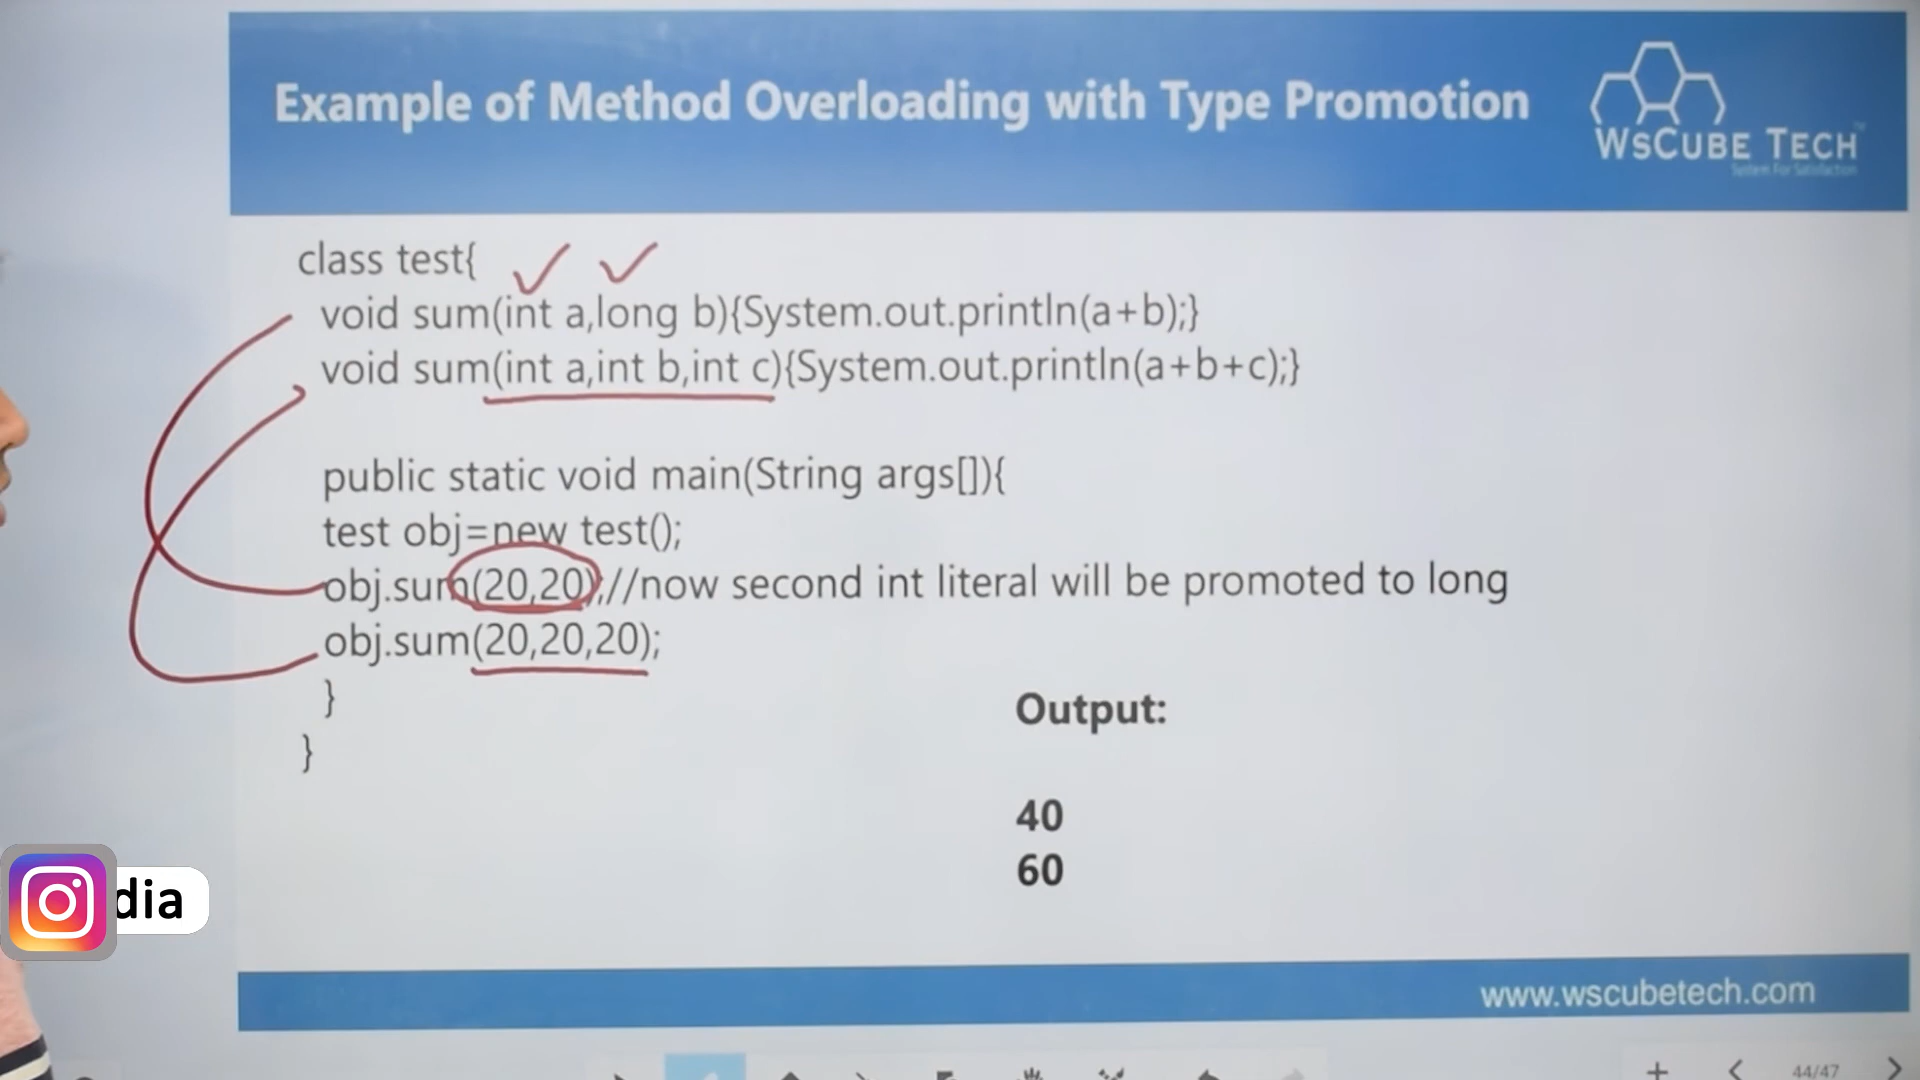 Example of Method Overloading with Type Promotion
WSCUBE TECH
System For Satisfaction
class test{
void sum(int a,long b){System.out.println(a+b);}
void sum(int a,int b,int c){System.out.println(a+b+c);}
public static void main(String args[]){
test obj=new test();
obj.sum(20,20);//now second int literal will be promoted to long
obj.sum(20,20,20);
}
}
Output:
40
60
dia
www.wscubetech.com
44/47